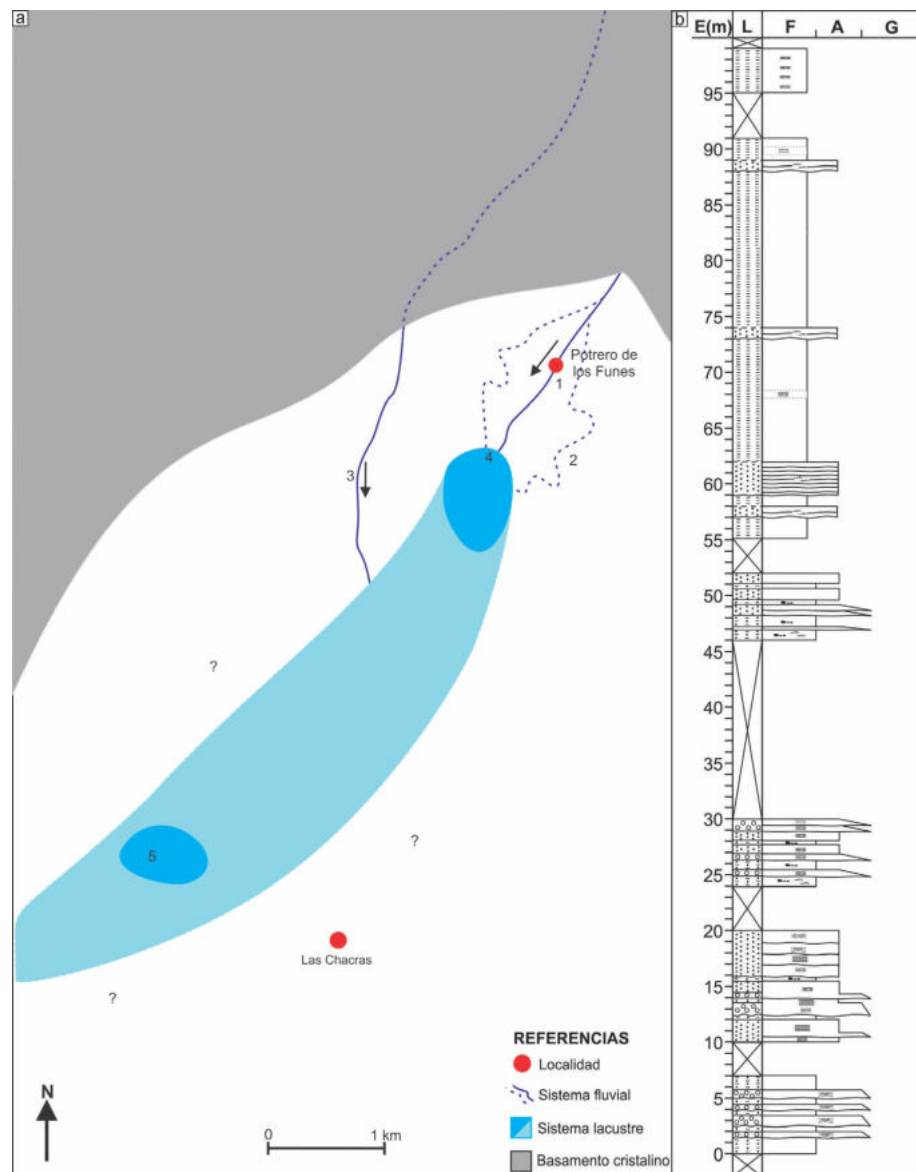 a
Potrero de
los Funes
1
2
3
4
?
?
5
Las Chacras
?
REFERENCIAS
Localidad
Sistema fluvial
Sistema lacustre
Basamento cristalino
N
0 1 km
b
E(m) L F A G
95
90
85
80
75
70
65
60
55
50
45
40
35
30
25
20
15
10
5
0